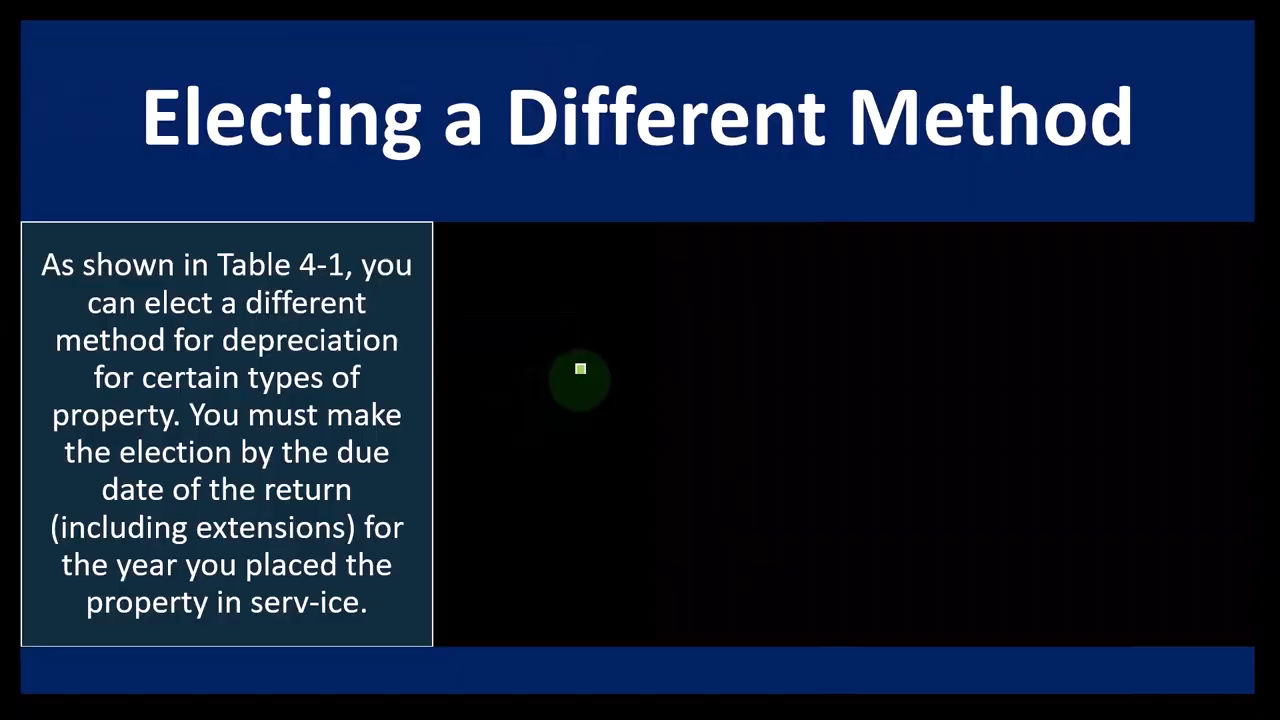 Electing a Different Method
As shown in Table 4-1, you
can elect a different
method for depreciation
for certain types of
property. You must make
the election by the due
date of the return
(including extensions) for
the year you placed the
property in serv-ice.